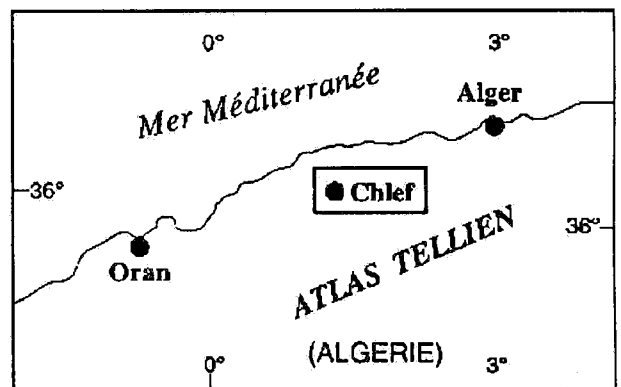 0° 3°
Mer Méditerranée
Alger
36°
Chlef
36°
Oran
ATLAS TELLIEN
(ALGERIE)
0° 3°